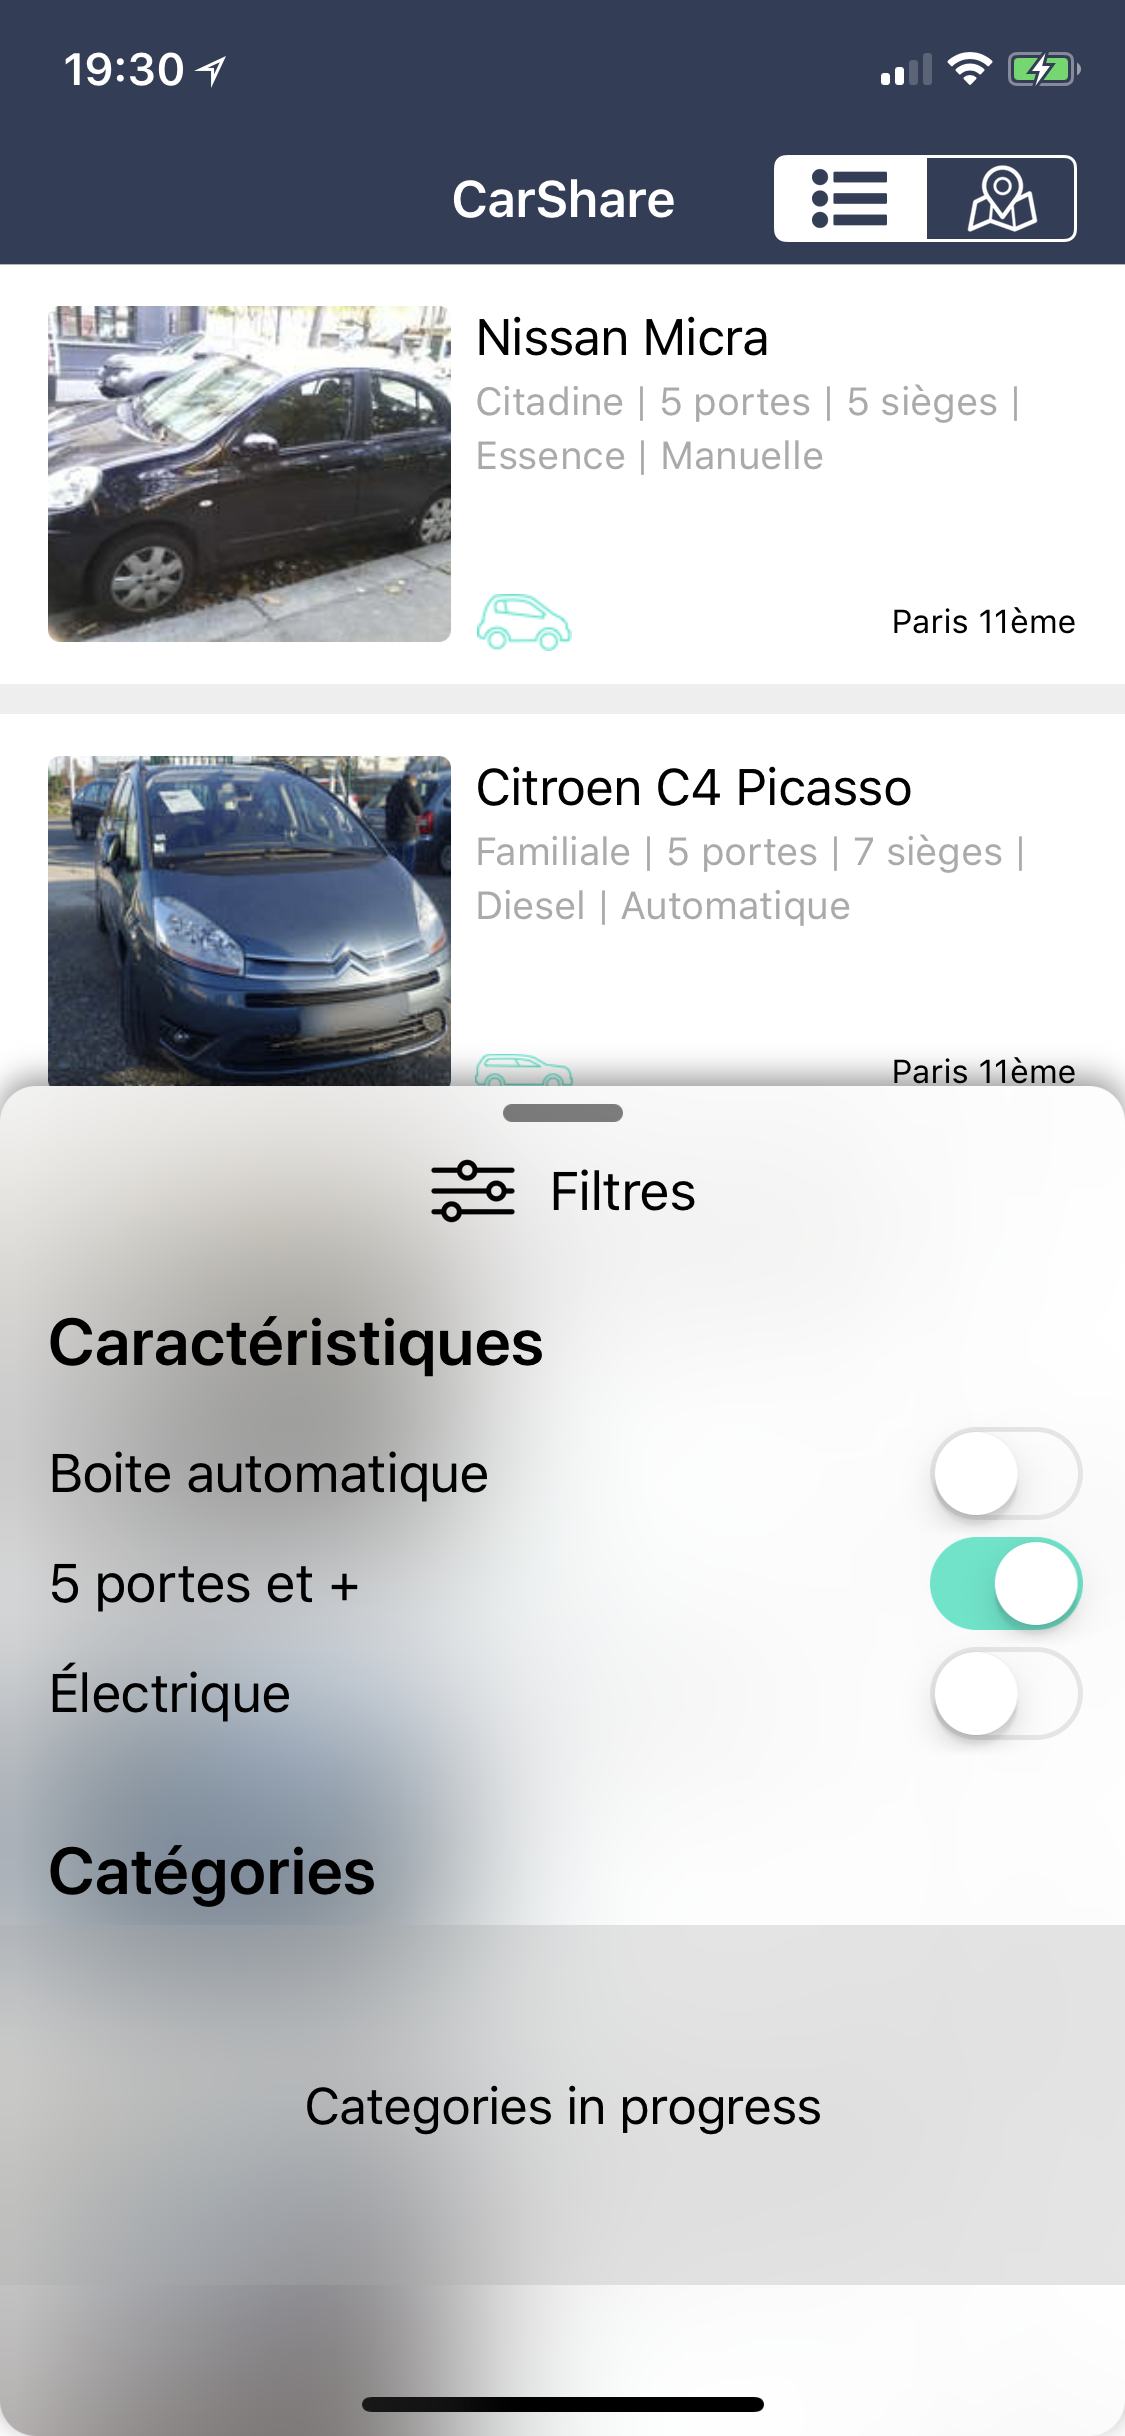 19:30
CarShare
Nissan Micra
Citadine | 5 portes | 5 sièges |
Essence | Manuelle
Paris 11ème
Citroen C4 Picasso
Familiale | 5 portes | 7 sièges |
Diesel | Automatique
Paris 11ème
Filtres
Caractéristiques
Boite automatique
5 portes et +
Électrique
Catégories
Categories in progress